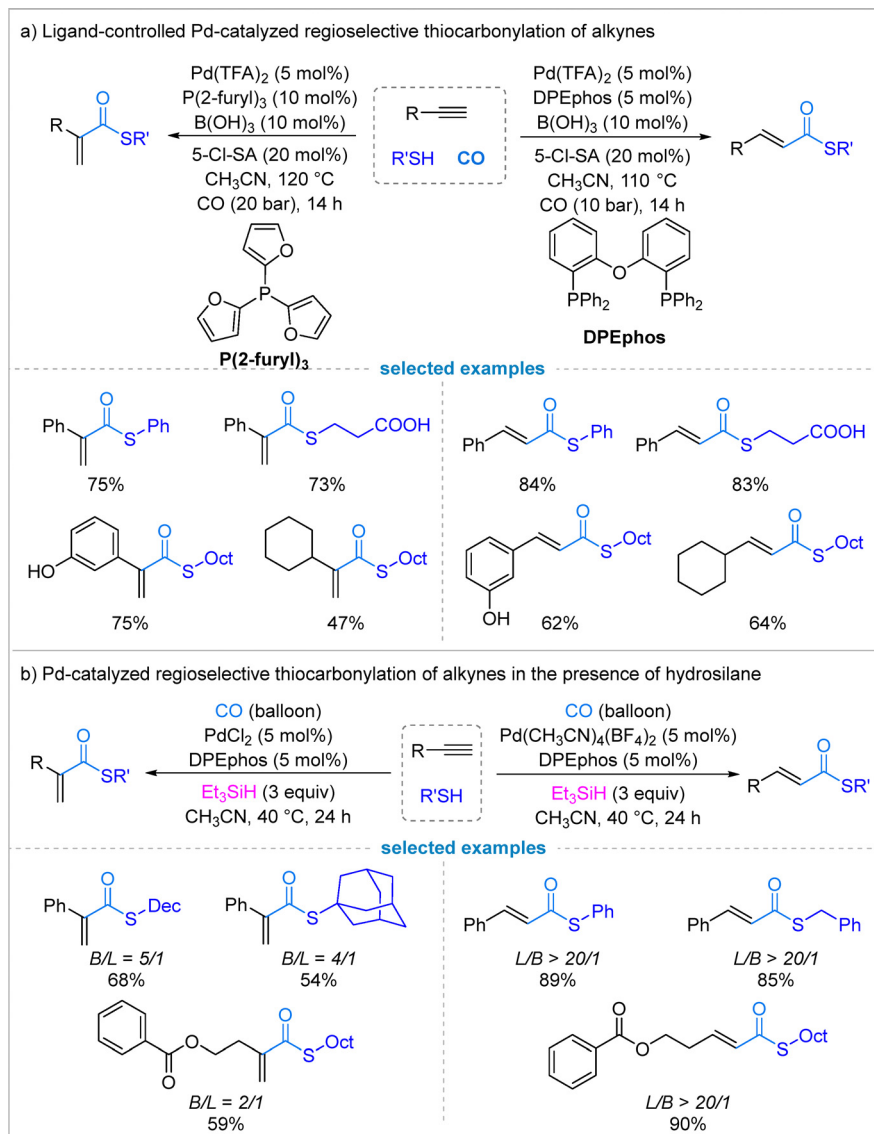 a) Ligand-controlled Pd-catalyzed regioselective thiocarbonylation of alkynes
R
O
SR'
Pd(TFA)₂ (5 mol%)
P(2-furyl)₃ (10 mol%)
B(OH)₃ (10 mol%)
5-Cl-SA (20 mol%)
CH₃CN, 120 °C
CO (20 bar), 14 h
R
R'SH CO
Pd(TFA)₂ (5 mol%)
DPEphos (5 mol%)
B(OH)₃ (10 mol%)
5-Cl-SA (20 mol%)
CH₃CN, 110 °C
CO (10 bar), 14 h
R
O
SR'
O
O
P
O
P(2-furyl)₃
O
PPh₂ PPh₂
DPEphos
selected examples
Ph
O
S
Ph
75%
Ph
O
S
COOH
73%
Ph
O
S
Ph
84%
Ph
O
S
COOH
83%
HO
O
S
Oct
75%
O
S
Oct
47%
OH
O
S
Oct
62%
O
S
Oct
64%
b) Pd-catalyzed regioselective thiocarbonylation of alkynes in the presence of hydrosilane
R
O
SR'
CO (balloon)
PdCl₂ (5 mol%)
DPEphos (5 mol%)
Et₃SiH (3 equiv)
CH₃CN, 40 °C, 24 h
R
R'SH
CO (balloon)
Pd(CH₃CN)₄(BF₄)₂ (5 mol%)
DPEphos (5 mol%)
Et₃SiH (3 equiv)
CH₃CN, 40 °C, 24 h
R
O
SR'
selected examples
Ph
O
S
Dec
B/L = 5/1
68%
Ph
O
S
B/L = 4/1
54%
Ph
O
S
Ph
L/B > 20/1
89%
Ph
O
S
Ph
L/B > 20/1
85%
O
O
O
S
Oct
B/L = 2/1
59%
O
O
O
S
Oct
L/B > 20/1
90%